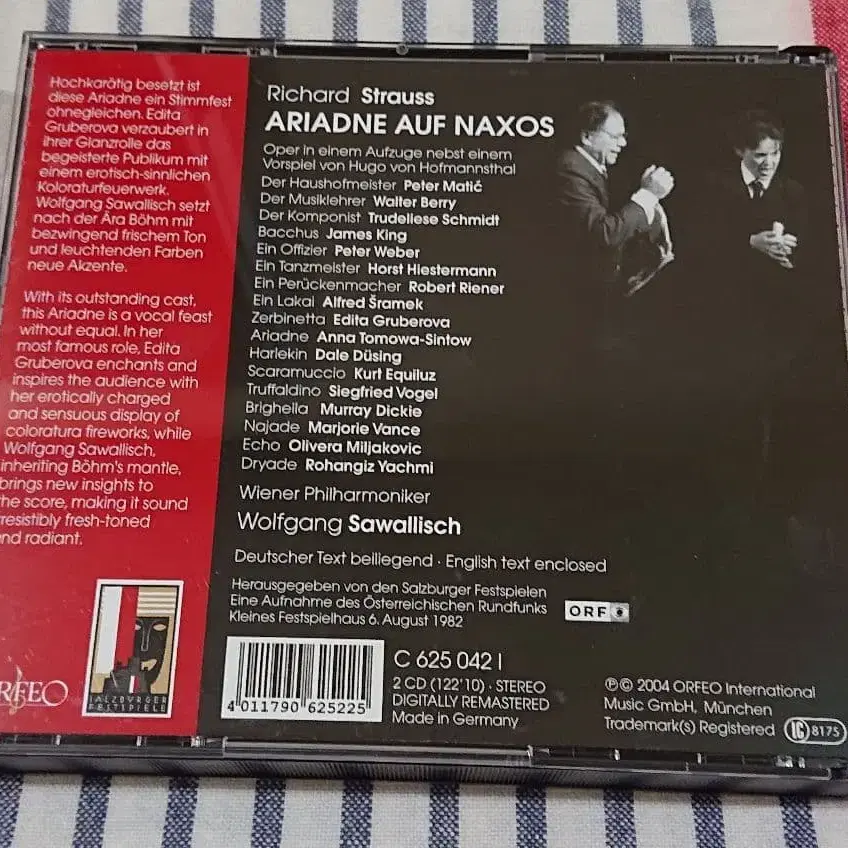 Hochkarätig besetzt ist
diese Ariadne ein Stimmfest
ohnegleichen. Edita
Gruberova verzaubert in
ihrer Glanzrolle das
begeisterte Publikum mit
einem erotisch-sinnlichen
Koloraturfeuerwerk.
Wolfgang Sawallisch setzt
nach der Ära Böhm mit
bezwingend frischem Ton
und leuchtenden Farben
neue Akzente.
With its outstanding cast,
this Ariadne is a vocal feast
without equal. In her
most famous role, Edita
Gruberova enchants and
inspires the audience with
her erotically charged
and sensuous display of
coloratura fireworks, while
Wolfgang Sawallisch,
inheriting Böhm's mantle,
brings new insights to
he score, making it sound
rresistibly fresh-toned
nd radiant.
RFEO
SALZBURGER
FESTSPIELE
Richard Strauss
ARIADNE AUF NAXOS
Oper in einem Aufzuge nebst einem
Vorspiel von Hugo von Hofmannsthal
Der Haushofmeister Peter Matić
Der Musiklehrer Walter Berry
Der Komponist Trudeliese Schmidt
Bacchus James King
Ein Offizier Peter Weber
Ein Tanzmeister Horst Hiestermann
Ein Perückenmacher Robert Riener
Ein Lakai Alfred Šramek
Zerbinetta Edita Gruberova
Ariadne Anna Tomowa-Sintow
Harlekin Dale Düsing
Scaramuccio Kurt Equiluz
Truffaldino Siegfried Vogel
Brighella Murray Dickie
Najade Marjorie Vance
Echo Olivera Miljakovic
Dryade Rohangiz Yachmi
Wiener Philharmoniker
Wolfgang Sawallisch
Deutscher Text beiliegend · English text enclosed
Herausgegeben von den Salzburger Festspielen
Eine Aufnahme des Österreichischen Rundfunks
Kleines Festspielhaus 6. August 1982
ORF
4 011790 625225
C 625 042 I
2 CD (122'10) · STEREO
DIGITALLY REMASTERED
Made in Germany
℗© 2004 ORFEO International
Music GmbH, München
Trademark(s) Registered
LC 8175